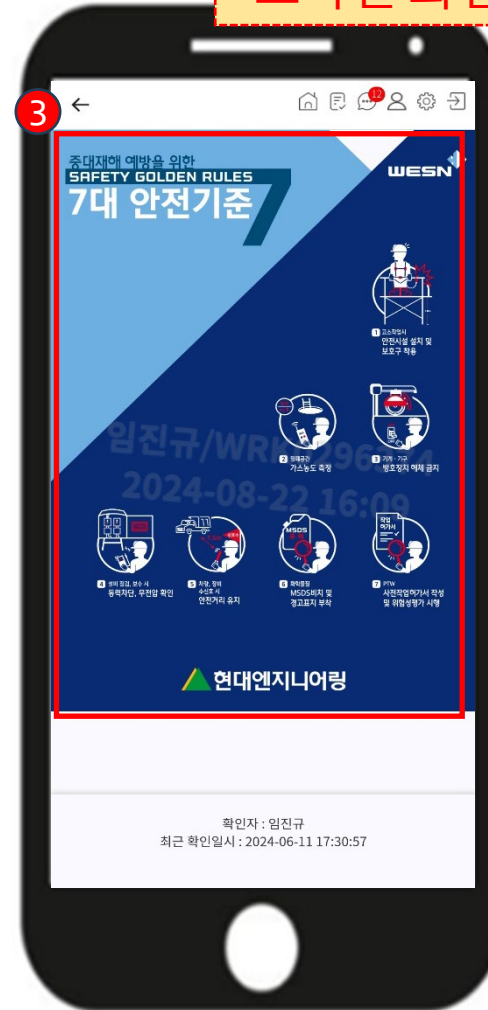 3
12
중대재해 예방을 위한
SAFETY GOLDEN RULES
7대 안전기준
7
WESN
1 고소작업시
안전시설 설치 및
보호구 착용
2 밀폐공간
가스농도 측정
3 기계·기구
방호장치 해체 금지
임진규/WRK
2024-08-22 16:09
MSDS
작업
허가서
4 설비 점검, 보수 시
동력차단, 무전압 확인
5 차량, 장비
수신호 시
안전거리 유지
6 화학물질
MSDS비치 및
경고표지 부착
7 PTW
사전작업허가서 작성
및 위험성평가 시행
현대엔지니어링
확인자 : 임진규
최근 확인일시 : 2024-06-11 17:30:57